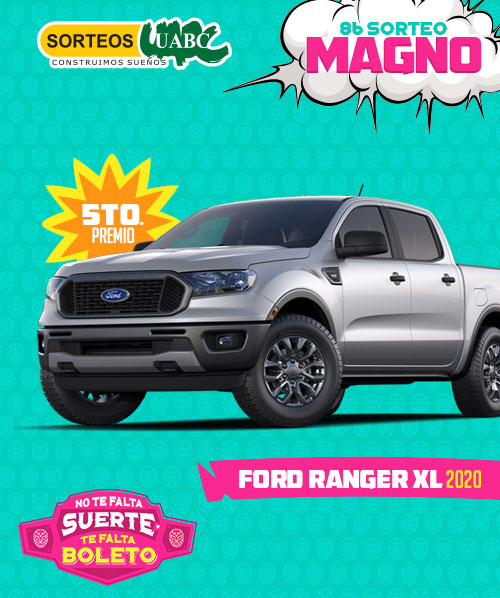 SORTEOS UABC
CONSTRUIMOS SUEÑOS
86 SORTEO
MAGNO
5TO.
PREMIO
Ford
FORD RANGER XL 2020
NO TE FALTA
SUERTE,
TE FALTA
BOLETO